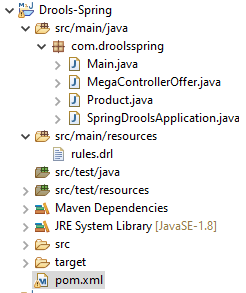 Drools-Spring
src/main/java
com.droolsspring
Main.java
MegaControllerOffer.java
Product.java
SpringDroolsApplication.java
src/main/resources
rules.drl
src/test/java
src/test/resources
Maven Dependencies
JRE System Library [JavaSE-1.8]
src
target
pom.xml